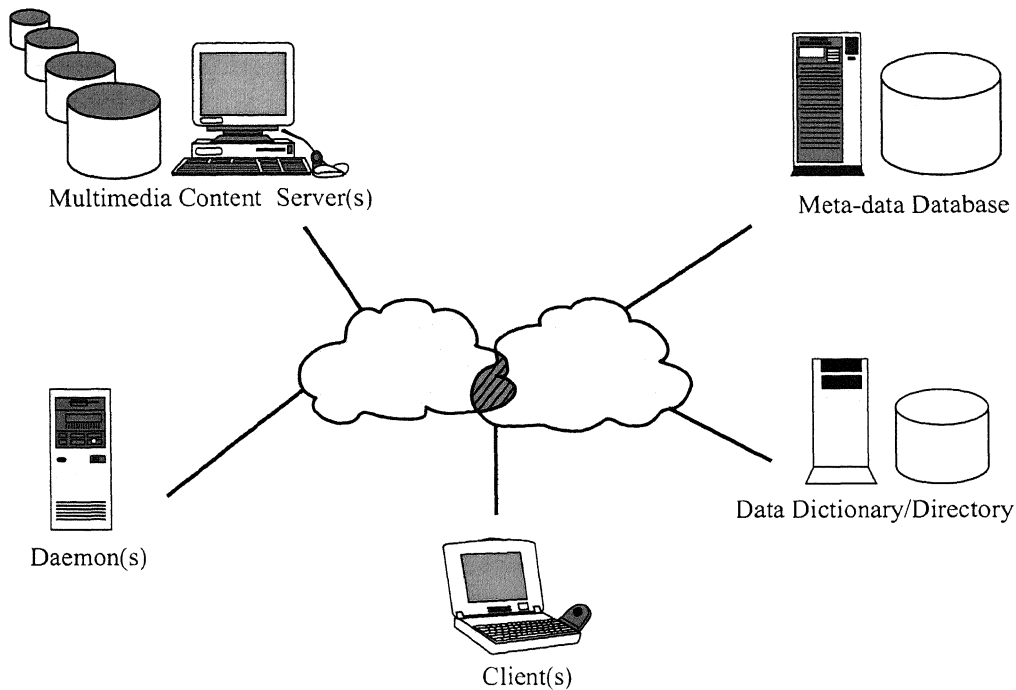 Multimedia Content Server(s)
Meta-data Database
Daemon(s)
Data Dictionary/Directory
Client(s)